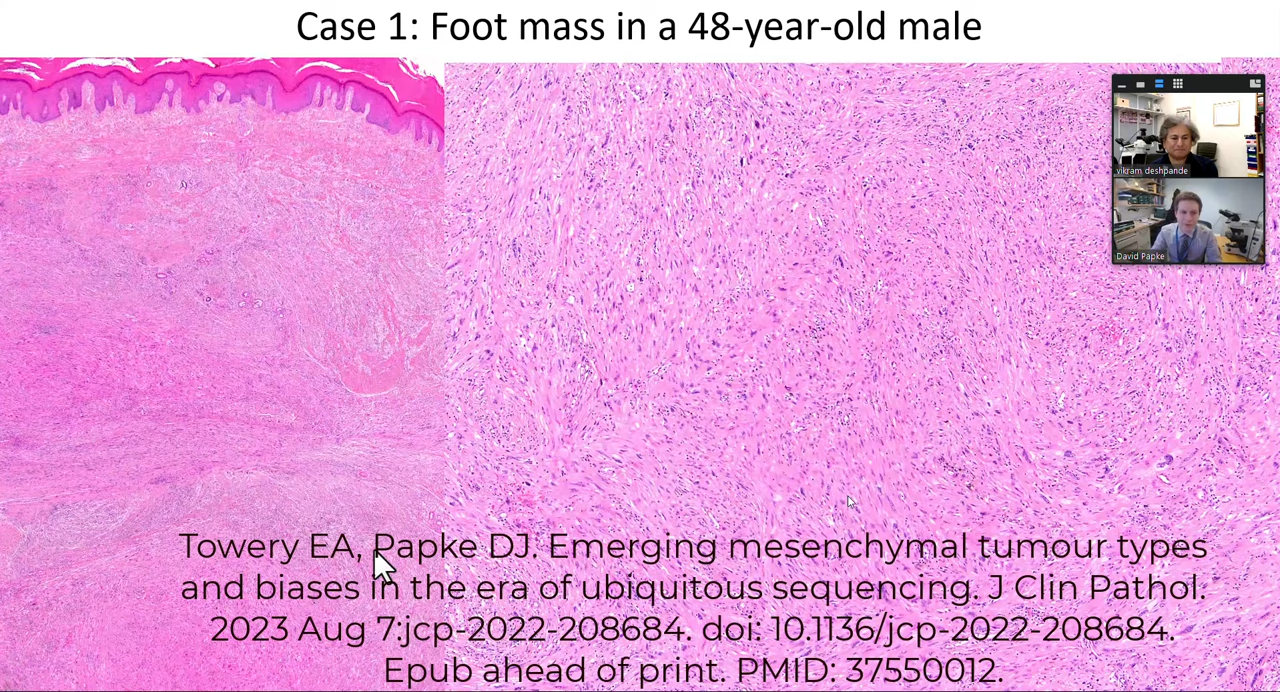 Case 1: Foot mass in a 48-year-old male
vikram deshpande
David Papke
Towery EA, Papke DJ. Emerging mesenchymal tumour types
and biases in the era of ubiquitous sequencing. J Clin Pathol.
2023 Aug 7:jcp-2022-208684. doi: 10.1136/jcp-2022-208684.
Epub ahead of print. PMID: 37550012.